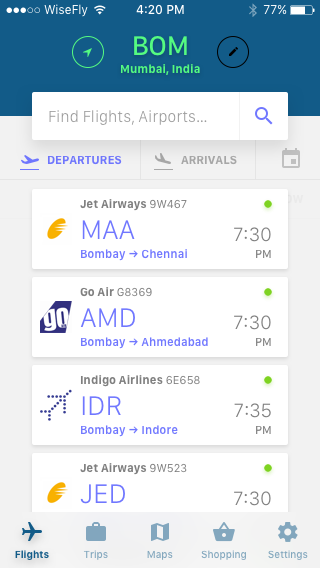 WiseFly 4:20 PM 77%
BOM
Mumbai, India
Find Flights, Airports...
DEPARTURES ARRIVALS
Jet Airways 9W467
MAA 7:30
Bombay → Chennai PM
Go Air G8369
go
AMD 7:30
Bombay → Ahmedabad PM
Indigo Airlines 6E658
IDR 7:35
Bombay → Indore PM
Jet Airways 9W523
JED 7:30
Flights Trips Maps Shopping Settings